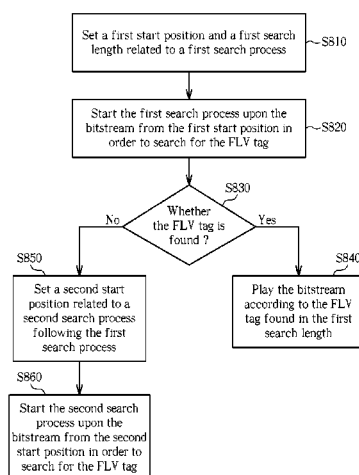 Set a first start position and a first search
length related to a first search process
S810
Start the first search process upon the
bitstream from the first start position in
order to search for the FLV tag
S820
S830
Whether
the FLV tag is
found ?
No
Yes
S850
Set a second start
position related to a
second search process
following the first
search process
S840
Play the bitstream
according to the FLV
tag found in the first
search length
S860
Start the second search
process upon the
bitstream from the second
start position in order to
search for the FLV tag